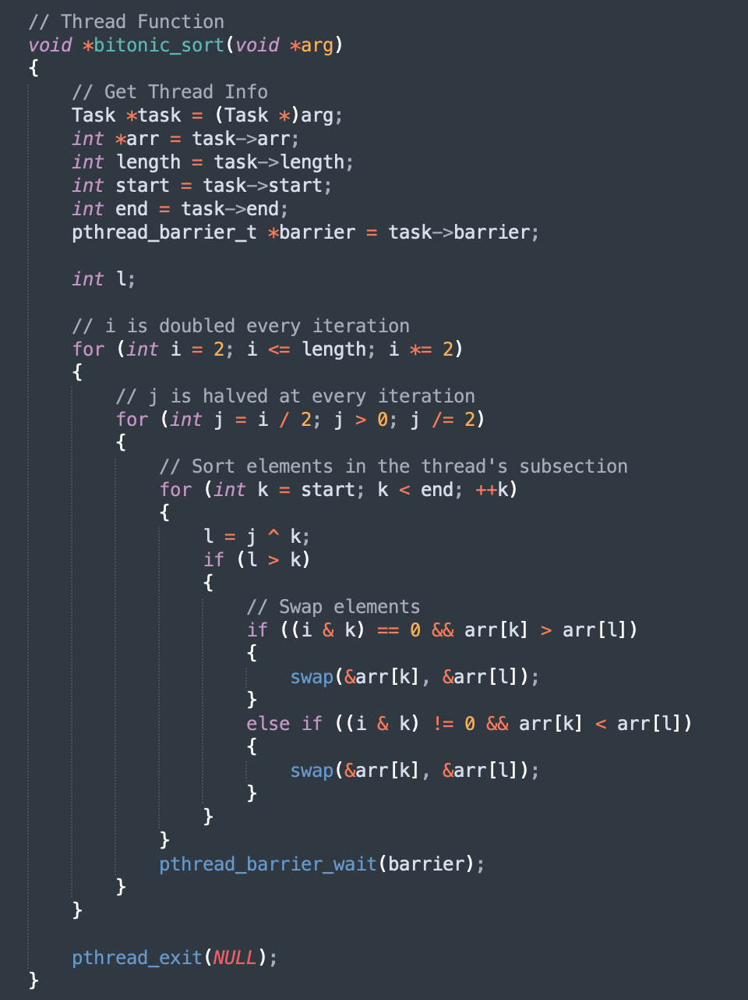 // Thread Function
void *bitonic_sort(void *arg)
{
    // Get Thread Info
    Task *task = (Task *)arg;
    int *arr = task->arr;
    int length = task->length;
    int start = task->start;
    int end = task->end;
    pthread_barrier_t *barrier = task->barrier;

    int l;

    // i is doubled every iteration
    for (int i = 2; i <= length; i *= 2)
    {
        // j is halved at every iteration
        for (int j = i / 2; j > 0; j /= 2)
        {
            // Sort elements in the thread's subsection
            for (int k = start; k < end; ++k)
            {
                l = j ^ k;
                if (l > k)
                {
                    // Swap elements
                    if ((i & k) == 0 && arr[k] > arr[l])
                    {
                        swap(&arr[k], &arr[l]);
                    }
                    else if ((i & k) != 0 && arr[k] < arr[l])
                    {
                        swap(&arr[k], &arr[l]);
                    }
                }
            }
            pthread_barrier_wait(barrier);
        }
    }

    pthread_exit(NULL);
}